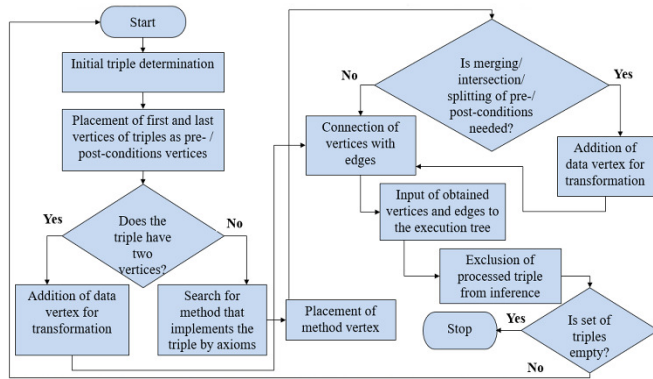 Start
Initial triple determination
Placement of first and last
vertices of triples as pre- /
post-conditions vertices
Does the
triple have
two
vertices?
Yes
No
Addition of data
vertex for
transformation
Search for
method that
implements the
triple by axioms
Placement of
method vertex
Is merging/
intersection/
splitting of pre-/
post-conditions
needed?
No
Yes
Connection of
vertices with
edges
Addition of
data vertex for
transformation
Input of obtained
vertices and edges to
the execution tree
Exclusion of
processed triple
from inference
Is set of
triples
empty?
Yes
Stop
No